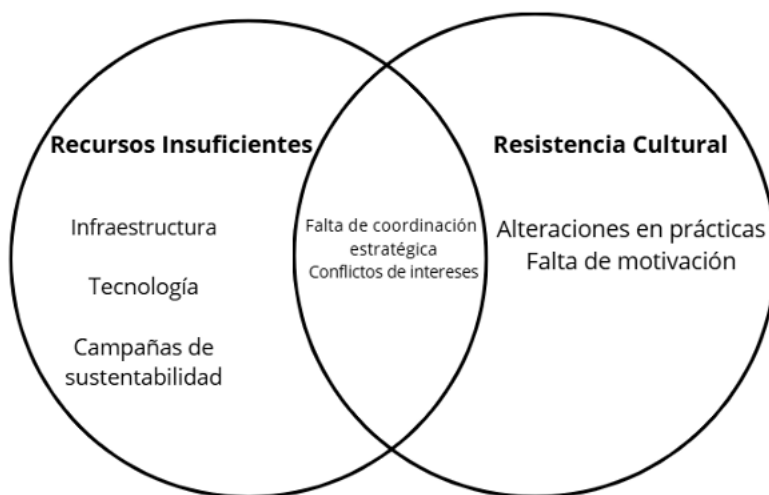 Recursos Insuficientes
Infraestructura
Tecnología
Campañas de
sustentabilidad
Falta de coordinación
estratégica
Conflictos de intereses
Resistencia Cultural
Alteraciones en prácticas
Falta de motivación